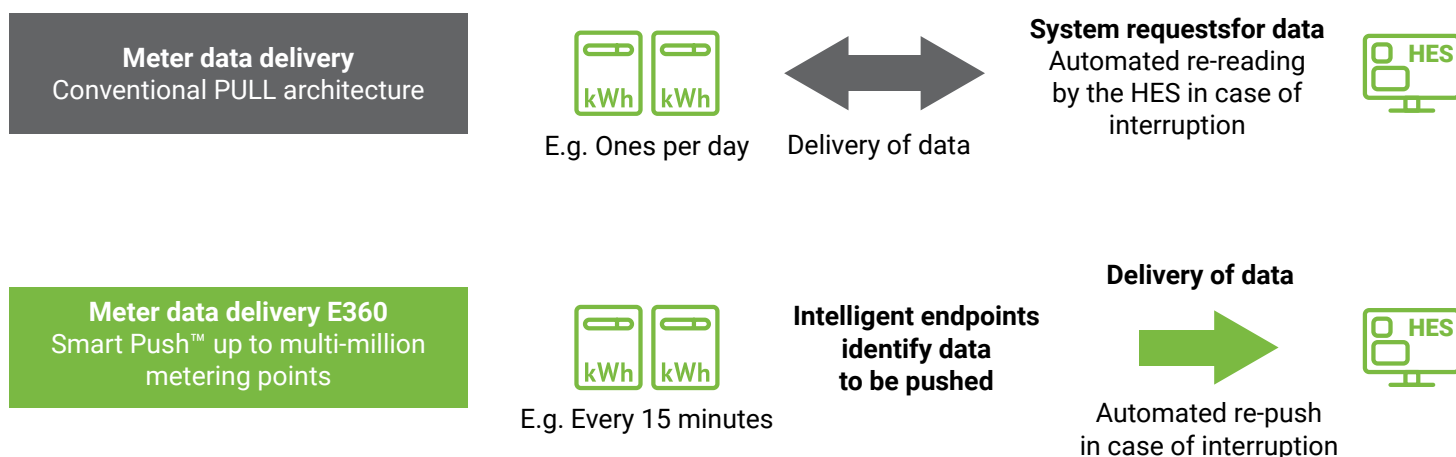 Meter data delivery
Conventional PULL architecture
kWh kWh
E.g. Ones per day
Delivery of data
System requestsfor data
Automated re-reading
by the HES in case of
interruption
HES
Meter data delivery E360
Smart Push™ up to multi-million
metering points
kWh kWh
E.g. Every 15 minutes
Intelligent endpoints
identify data
to be pushed
Delivery of data
Automated re-push
in case of interruption
HES